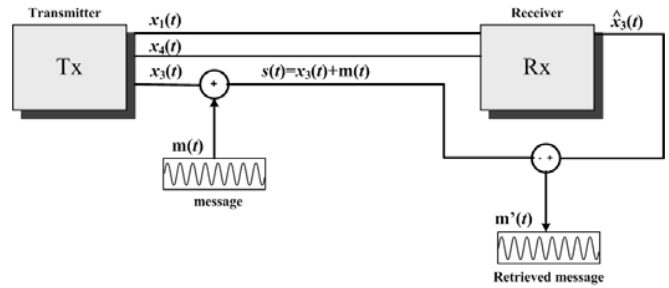 Transmitter
Receiver
x₁(t)
x̂₃(t)
x₄(t)
Tx
Rx
x₃(t)
s(t)=x₃(t)+m(t)
+
m(t)
- +
message
m’(t)
Retrieved message